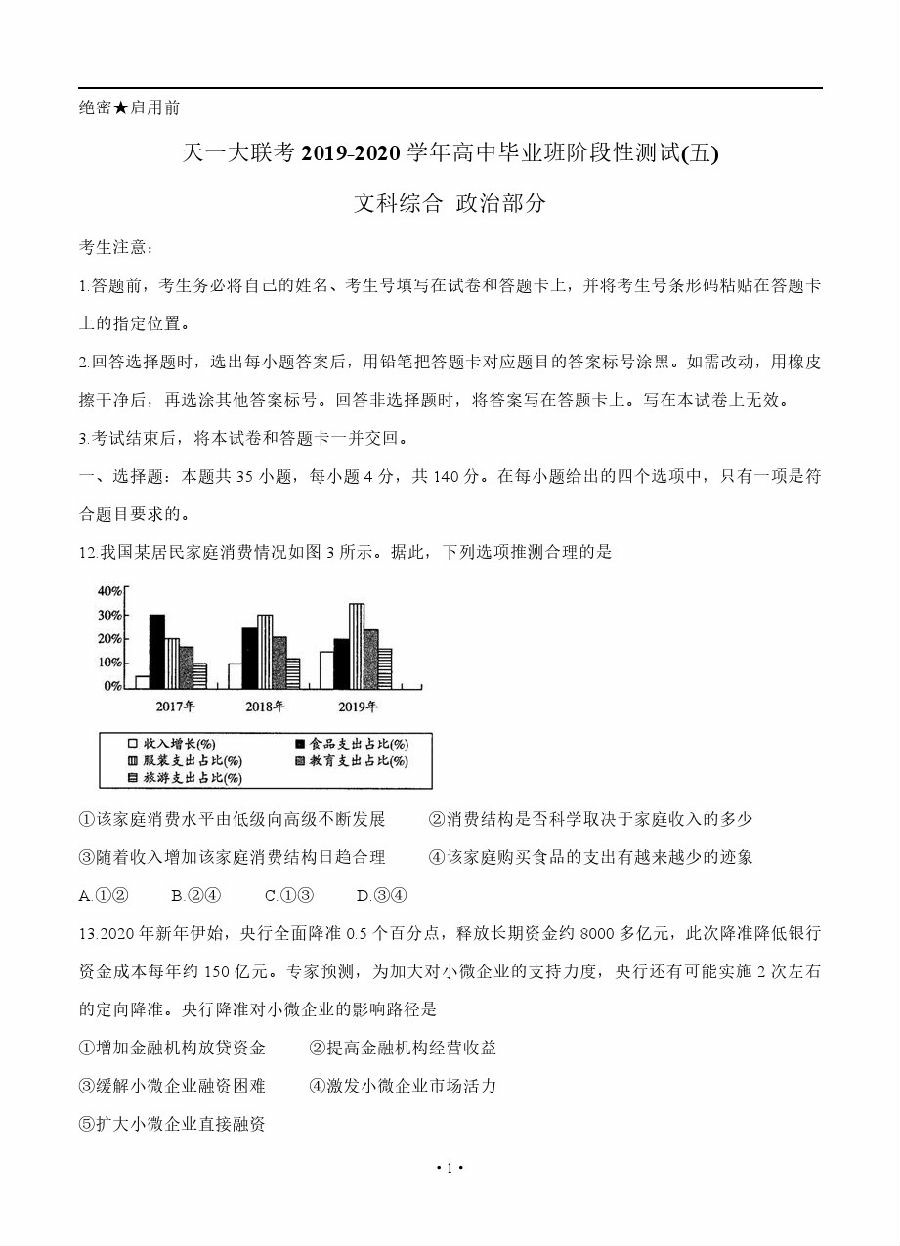 绝密★启用前
天一大联考 2019-2020 学年高中毕业班阶段性测试(五)
文科综合 政治部分
考生注意:
1.答题前，考生务必将自己的姓名、考生号填写在试卷和答题卡上，并将考生号条形码粘贴在答题卡
上的指定位置。
2.回答选择题时，选出每小题答案后，用铅笔把答题卡对应题目的答案标号涂黑。如需改动，用橡皮
擦干净后，再选涂其他答案标号。回答非选择题时，将答案写在答题卡上。写在本试卷上无效。
3.考试结束后，将本试卷和答题卡一并交回。
一、选择题：本题共 35 小题，每小题 4 分，共 140 分。在每小题给出的四个选项中，只有一项是符
合题目要求的。
12.我国某居民家庭消费情况如图 3 所示。据此，下列选项推测合理的是
40%
30%
20%
10%
0%
2017年 2018年 2019年
收入增长(%) 食品支出占比(%)
服装支出占比(%) 教育支出占比(%)
旅游支出占比(%)
①该家庭消费水平由低级向高级不断发展 ②消费结构是否科学取决于家庭收入的多少
③随着收入增加该家庭消费结构日趋合理 ④该家庭购买食品的支出有越来越少的迹象
A.①② B.②④ C.①③ D.③④
13.2020 年新年伊始，央行全面降准 0.5 个百分点，释放长期资金约 8000 多亿元，此次降准降低银行
资金成本每年约 150 亿元。专家预测，为加大对小微企业的支持力度，央行还有可能实施 2 次左右
的定向降准。央行降准对小微企业的影响路径是
①增加金融机构放贷资金 ②提高金融机构经营收益
③缓解小微企业融资困难 ④激发小微企业市场活力
⑤扩大小微企业直接融资
·1·